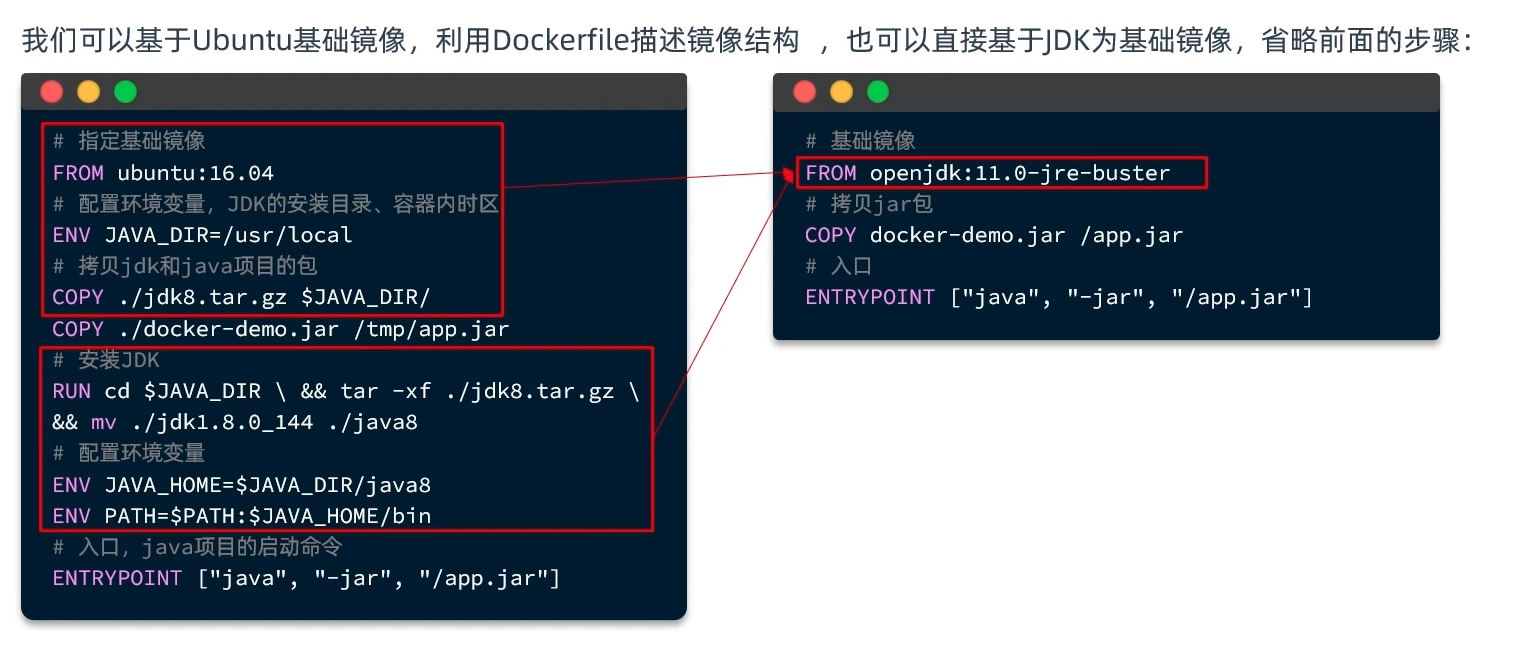 我们可以基于Ubuntu基础镜像，利用Dockerfile描述镜像结构 ，也可以直接基于JDK为基础镜像，省略前面的步骤：
# 指定基础镜像
FROM ubuntu:16.04
# 配置环境变量，JDK的安装目录、容器内时区
ENV JAVA_DIR=/usr/local
# 拷贝jdk和java项目的包
COPY ./jdk8.tar.gz $JAVA_DIR/
COPY ./docker-demo.jar /tmp/app.jar
# 安装JDK
RUN cd $JAVA_DIR \ && tar -xf ./jdk8.tar.gz \
&& mv ./jdk1.8.0_144 ./java8
# 配置环境变量
ENV JAVA_HOME=$JAVA_DIR/java8
ENV PATH=$PATH:$JAVA_HOME/bin
# 入口，java项目的启动命令
ENTRYPOINT ["java", "-jar", "/app.jar"]
# 基础镜像
FROM openjdk:11.0-jre-buster
# 拷贝jar包
COPY docker-demo.jar /app.jar
# 入口
ENTRYPOINT ["java", "-jar", "/app.jar"]